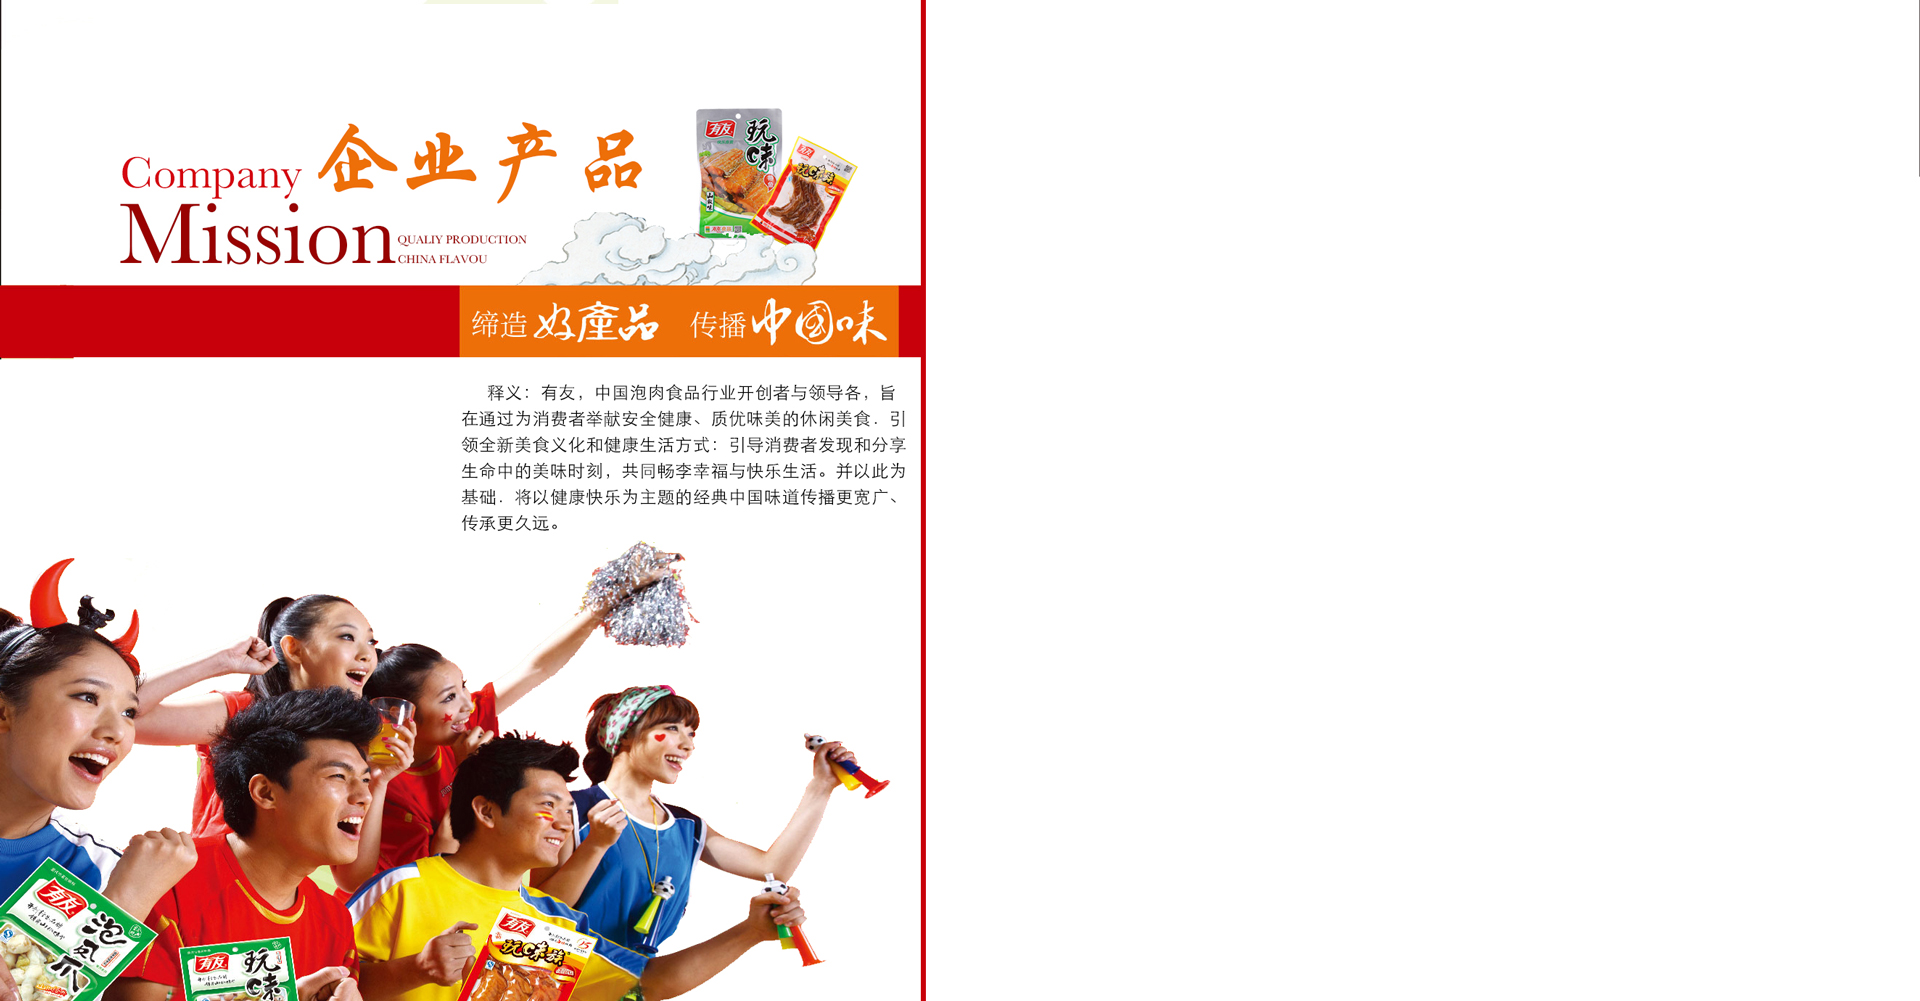 企业产品
Company
Mission
QUALIY PRODUCTION
CHINA FLAVOU
有友
玩味
有友
缔造好產品 传播中国味
释义：有友，中国泡肉食品行业开创者与领导各，旨
在通过为消费者举献安全健康、质优味美的休闲美食．引
领全新美食义化和健康生活方式：引导消费者发现和分享
生命中的美味时刻，共同畅李幸福与快乐生活。并以此为
基础．将以健康快乐为主题的经典中国味道传播更宽广、
传承更久远。
有友
泡凤爪
有友
玩味
有友